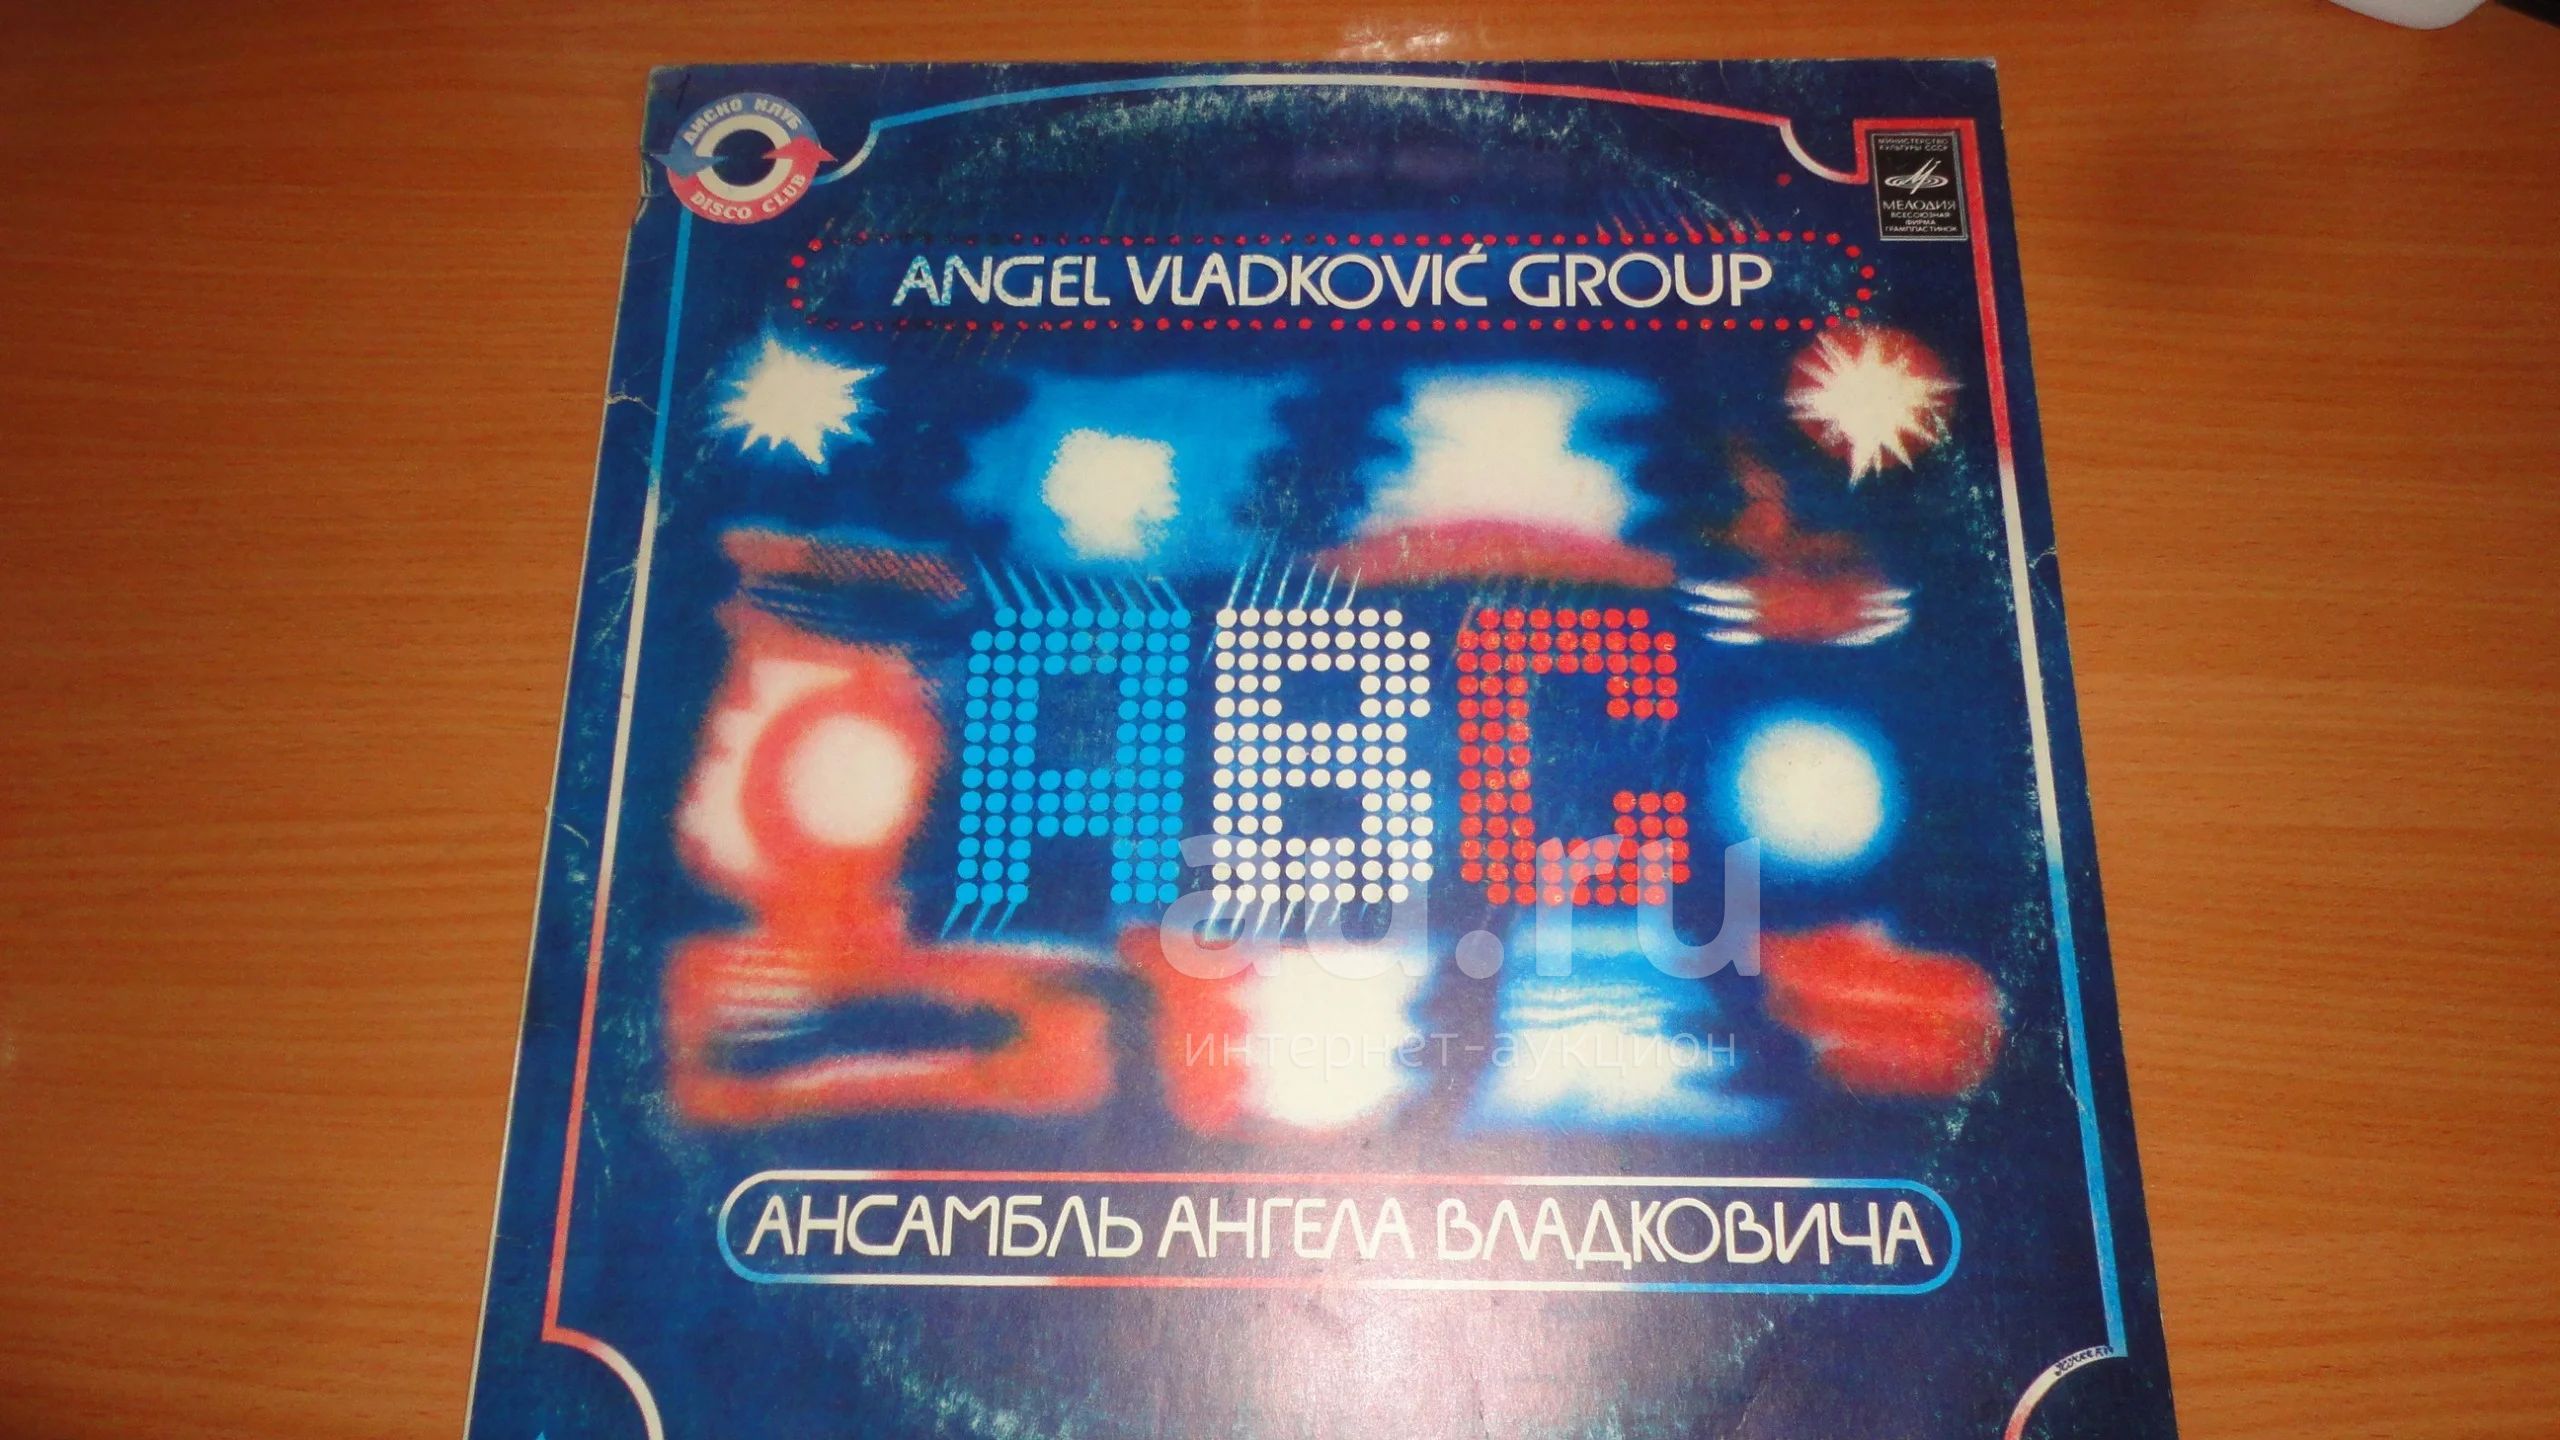 ДИСКО КЛУБ
DISCO CLUB
МИНИСТЕРСТВО
КУЛЬТУРЫ СССР
МЕЛОДИЯ
ВСЕСОЮЗНАЯ
ФИРМА
ГРАМПЛАСТИНОК
ANGEL VLADKOVIĆ GROUP
ABG
au.ru
интернет-аукцион
АНСАМБЛЬ АНГЕЛА ВЛАДКОВИЧА